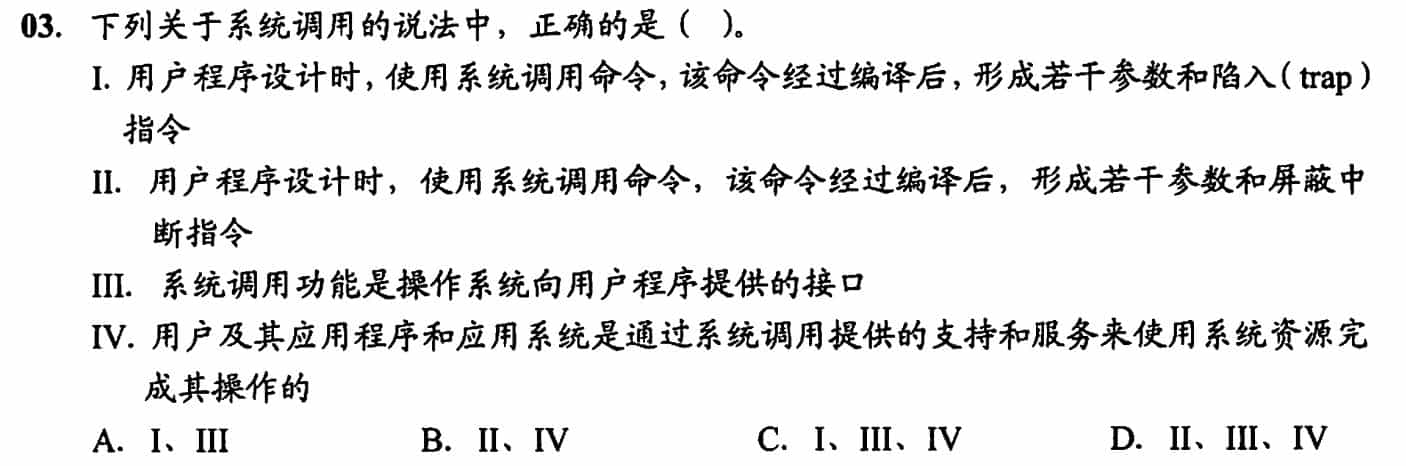 03. 下列关于系统调用的说法中，正确的是（ ）。
I. 用户程序设计时，使用系统调用命令，该命令经过编译后，形成若干参数和陷入（trap）
指令
II. 用户程序设计时，使用系统调用命令，该命令经过编译后，形成若干参数和屏蔽中
断指令
III. 系统调用功能是操作系统向用户程序提供的接口
IV. 用户及其应用程序和应用系统是通过系统调用提供的支持和服务来使用系统资源完
成其操作的
A. I、III B. II、IV C. I、III、IV D. II、III、IV